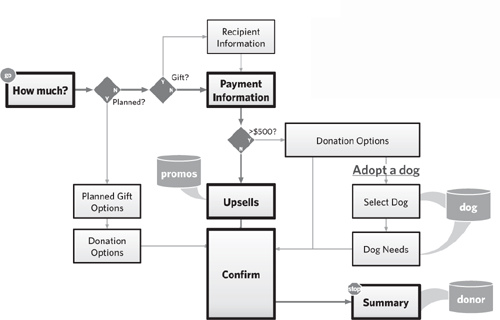 Recipient
Information
go
How much?
Y
N
Planned?
Y
N
Gift?
Payment
Information
>$500?
Y
N
Donation Options
promos
Adopt a dog
Planned Gift
Options
Upsells
Select Dog
dog
Donation
Options
Dog Needs
Confirm
stop
Summary
donor